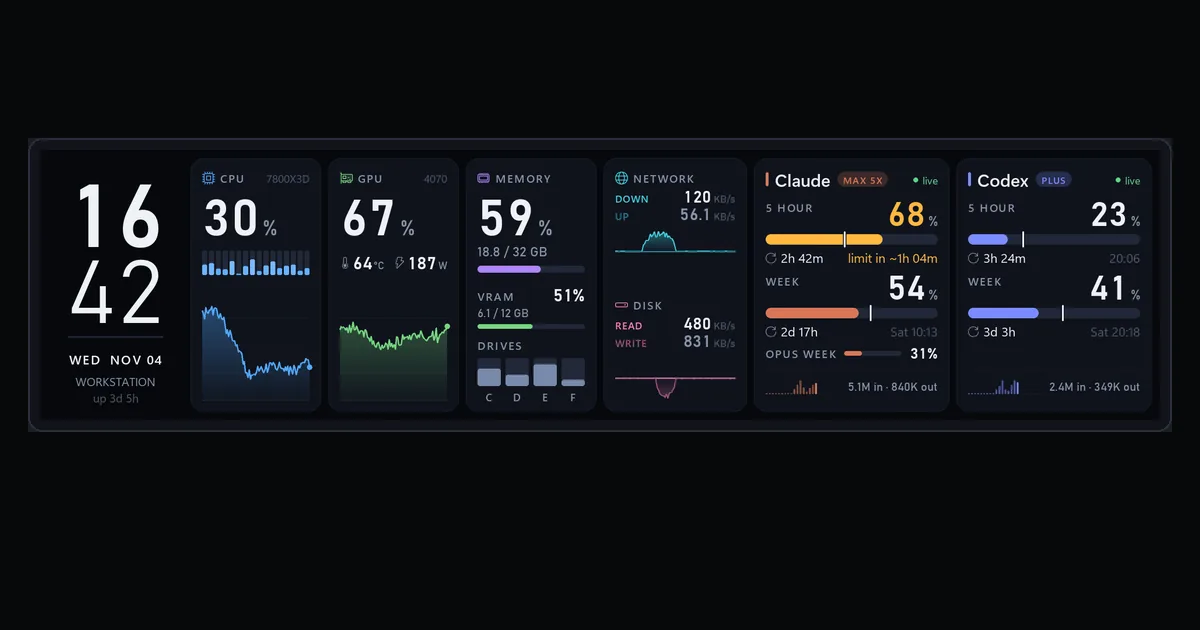 16
42
WED NOV 04
WORKSTATION
up 3d 5h
CPU 7800X3D
30 %
GPU 4070
67 %
64°C 187 W
MEMORY
59 %
18.8 / 32 GB
VRAM 51%
6.1 / 12 GB
DRIVES
C D E F
NETWORK
DOWN 120 KB/s
UP 56.1 KB/s
DISK
READ 480 KB/s
WRITE 831 KB/s
Claude MAX 5X live
5 HOUR 68 %
2h 42m limit in ~1h 04m
WEEK 54 %
2d 17h Sat 10:13
OPUS WEEK 31%
5.1M in · 840K out
Codex PLUS live
5 HOUR 23 %
3h 24m 20:06
WEEK 41 %
3d 3h Sat 20:18
2.4M in · 349K out